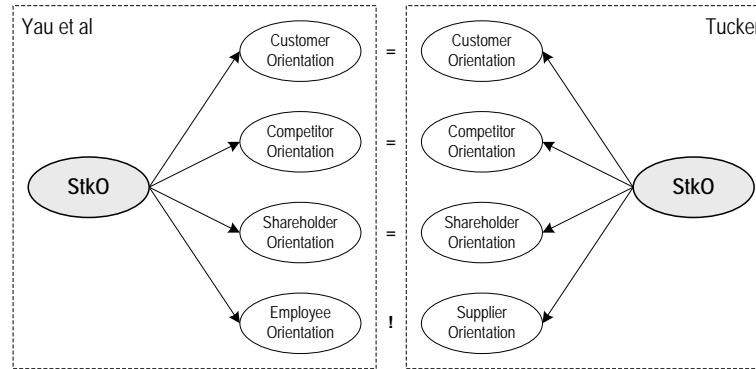 Yau et al
Tucker
Customer
Orientation
=
Customer
Orientation
Competitor
Orientation
=
Competitor
Orientation
StkO
StkO
Shareholder
Orientation
=
Shareholder
Orientation
Employee
Orientation
!
Supplier
Orientation